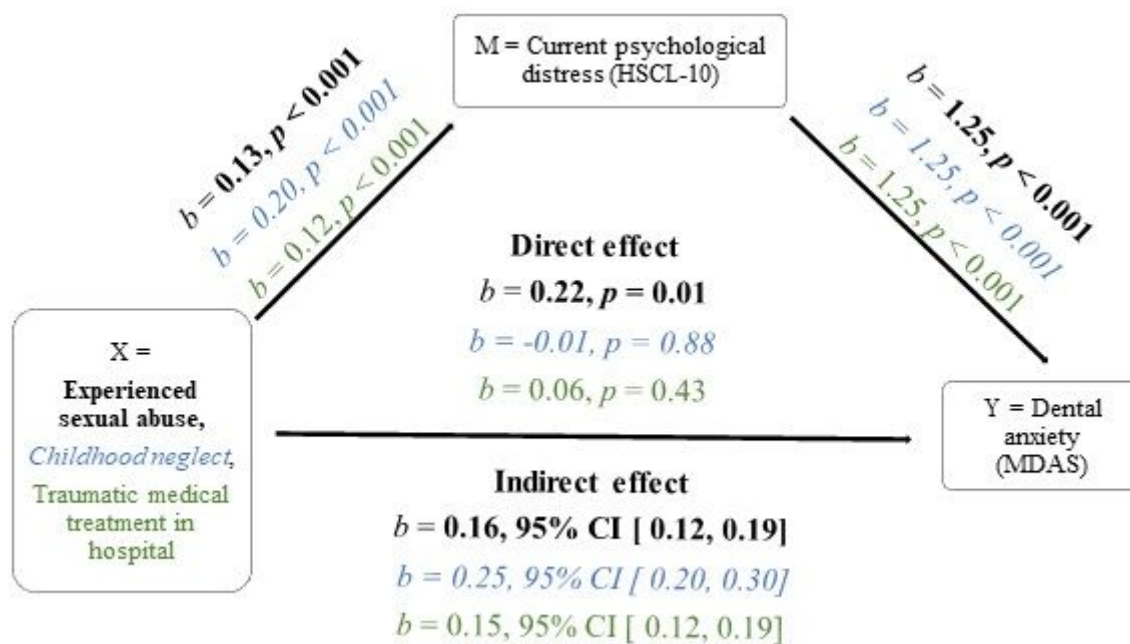 M = Current psychological
distress (HSCL-10)
b = 0.13, p < 0.001
b = 0.20, p < 0.001
b = 0.12, p < 0.001
b = 1.25, p < 0.001
b = 1.25, p < 0.001
b = 1.25, p < 0.001
Direct effect
b = 0.22, p = 0.01
b = -0.01, p = 0.88
b = 0.06, p = 0.43
X =
Experienced
sexual abuse,
Childhood neglect,
Traumatic medical
treatment in
hospital
Y = Dental
anxiety
(MDAS)
Indirect effect
b = 0.16, 95% CI [ 0.12, 0.19]
b = 0.25, 95% CI [ 0.20, 0.30]
b = 0.15, 95% CI [ 0.12, 0.19]